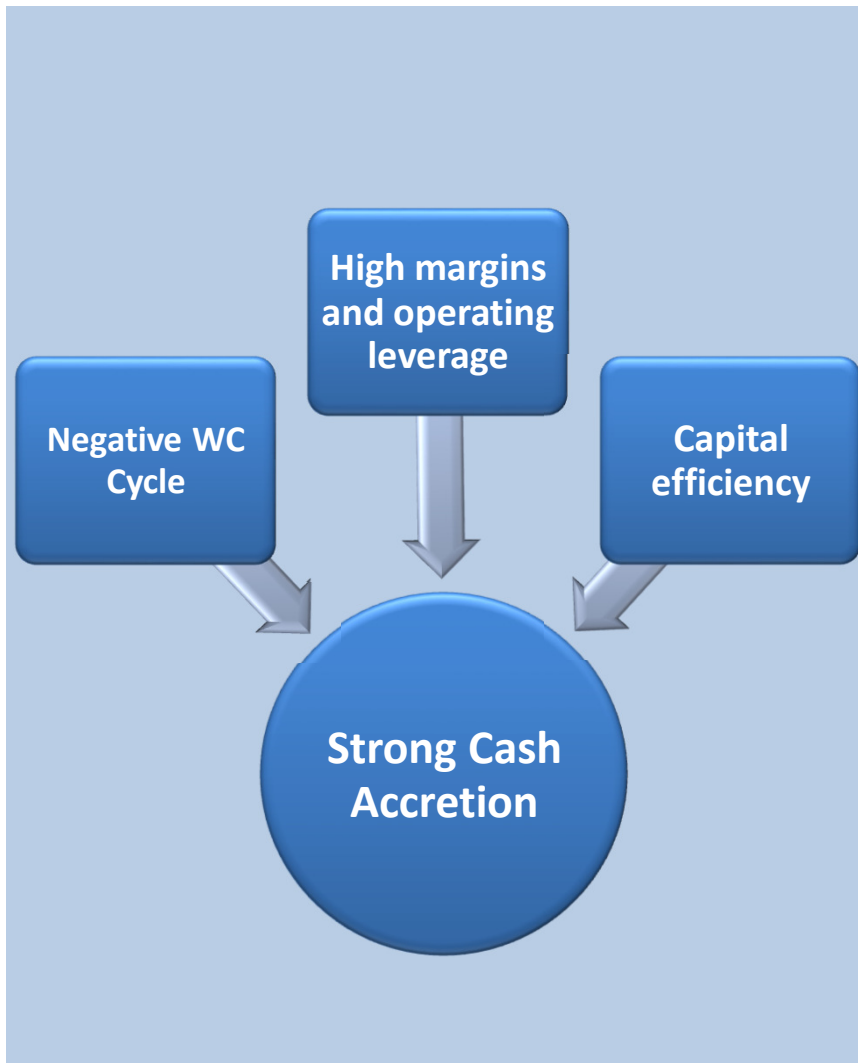 High margins
and operating
leverage
Negative WC
Cycle
Capital
efficiency
Strong Cash
Accretion